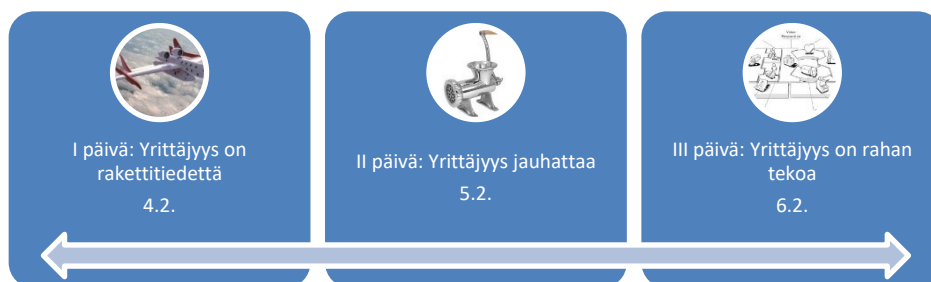 I päivä: Yrittäjyys on
rakettitiedettä
4.2.
II päivä: Yrittäjyys jauhattaa
5.2.
III päivä: Yrittäjyys on rahan
tekoa
6.2.